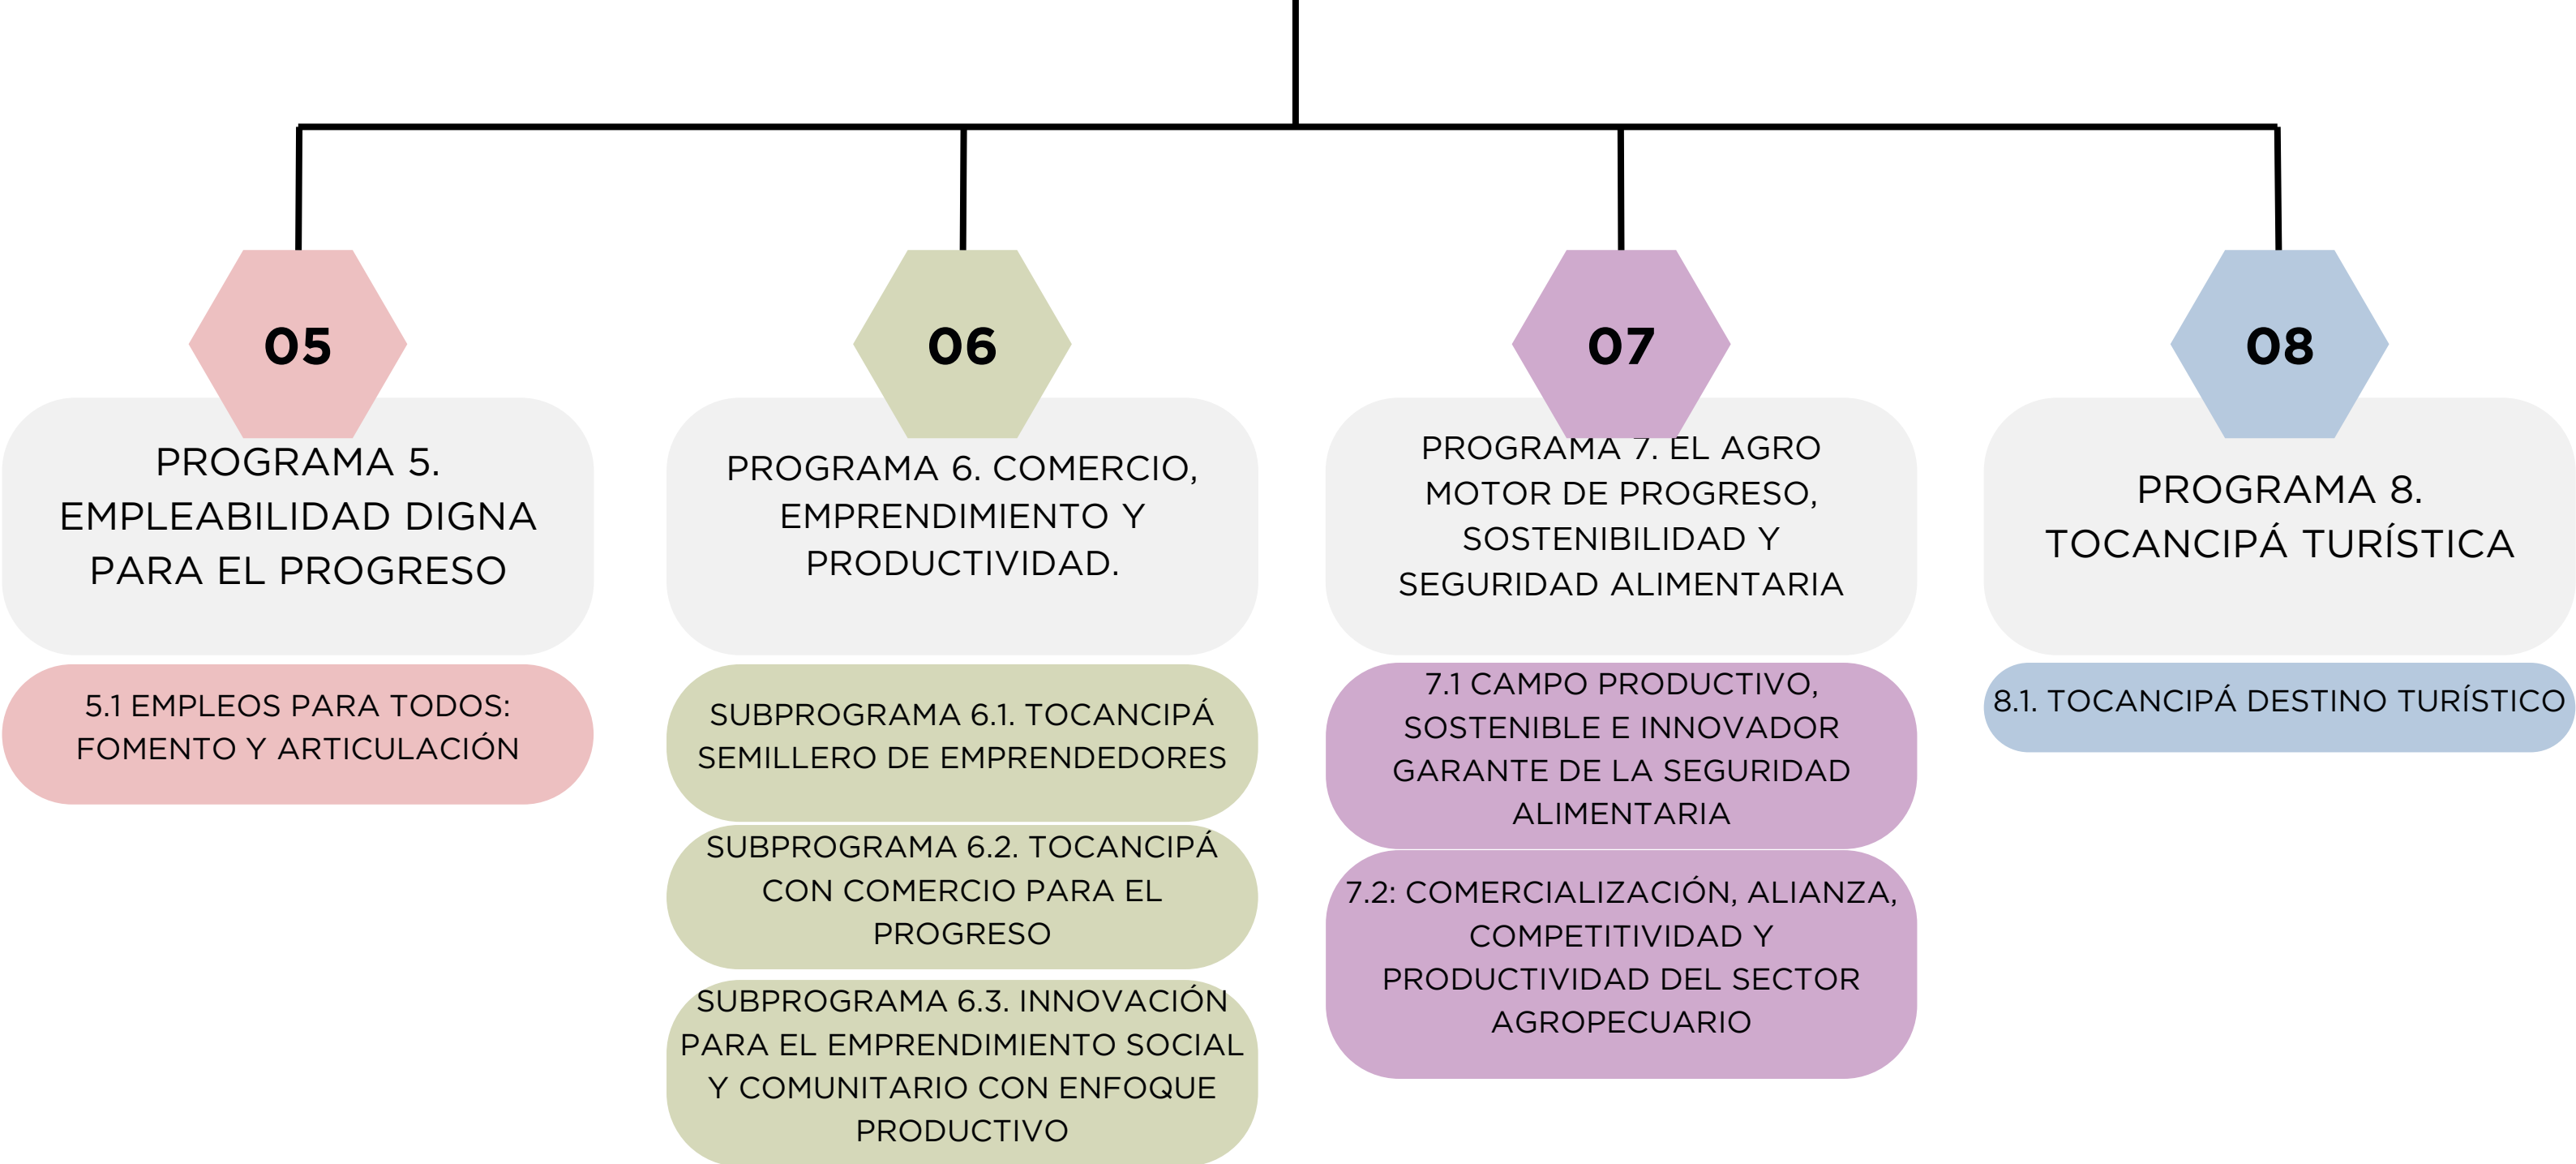 05
PROGRAMA 5.
EMPLEABILIDAD DIGNA
PARA EL PROGRESO
5.1 EMPLEOS PARA TODOS:
FOMENTO Y ARTICULACIÓN
06
PROGRAMA 6. COMERCIO,
EMPRENDIMIENTO Y
PRODUCTIVIDAD.
SUBPROGRAMA 6.1. TOCANCIPÁ
SEMILLERO DE EMPRENDEDORES
SUBPROGRAMA 6.2. TOCANCIPÁ
CON COMERCIO PARA EL
PROGRESO
SUBPROGRAMA 6.3. INNOVACIÓN
PARA EL EMPRENDIMIENTO SOCIAL
Y COMUNITARIO CON ENFOQUE
PRODUCTIVO
07
PROGRAMA 7. EL AGRO
MOTOR DE PROGRESO,
SOSTENIBILIDAD Y
SEGURIDAD ALIMENTARIA
7.1 CAMPO PRODUCTIVO,
SOSTENIBLE E INNOVADOR
GARANTE DE LA SEGURIDAD
ALIMENTARIA
7.2: COMERCIALIZACIÓN, ALIANZA,
COMPETITIVIDAD Y
PRODUCTIVIDAD DEL SECTOR
AGROPECUARIO
08
PROGRAMA 8.
TOCANCIPÁ TURÍSTICA
8.1. TOCANCIPÁ DESTINO TURÍSTICO